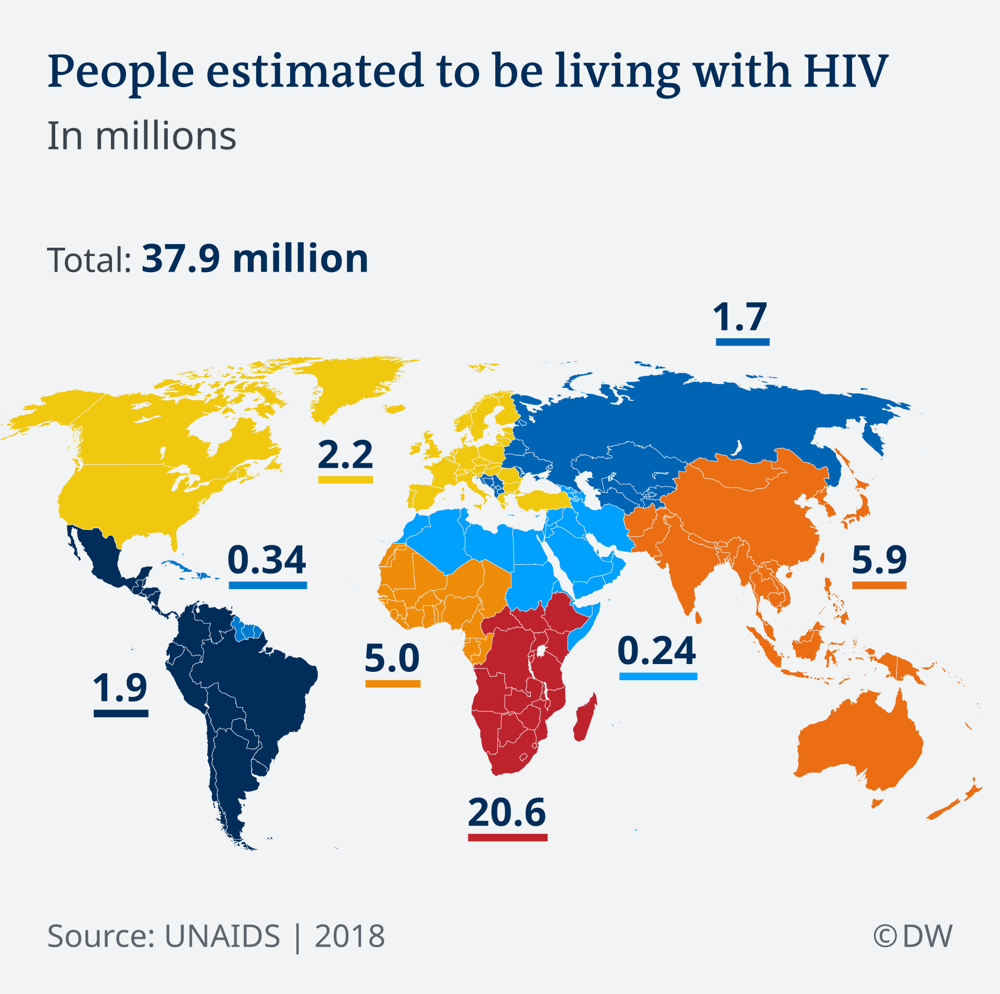 People estimated to be living with HIV
In millions
Total: 37.9 million
1.7
2.2
0.34
5.9
5.0
0.24
1.9
20.6
Source: UNAIDS | 2018
© DW